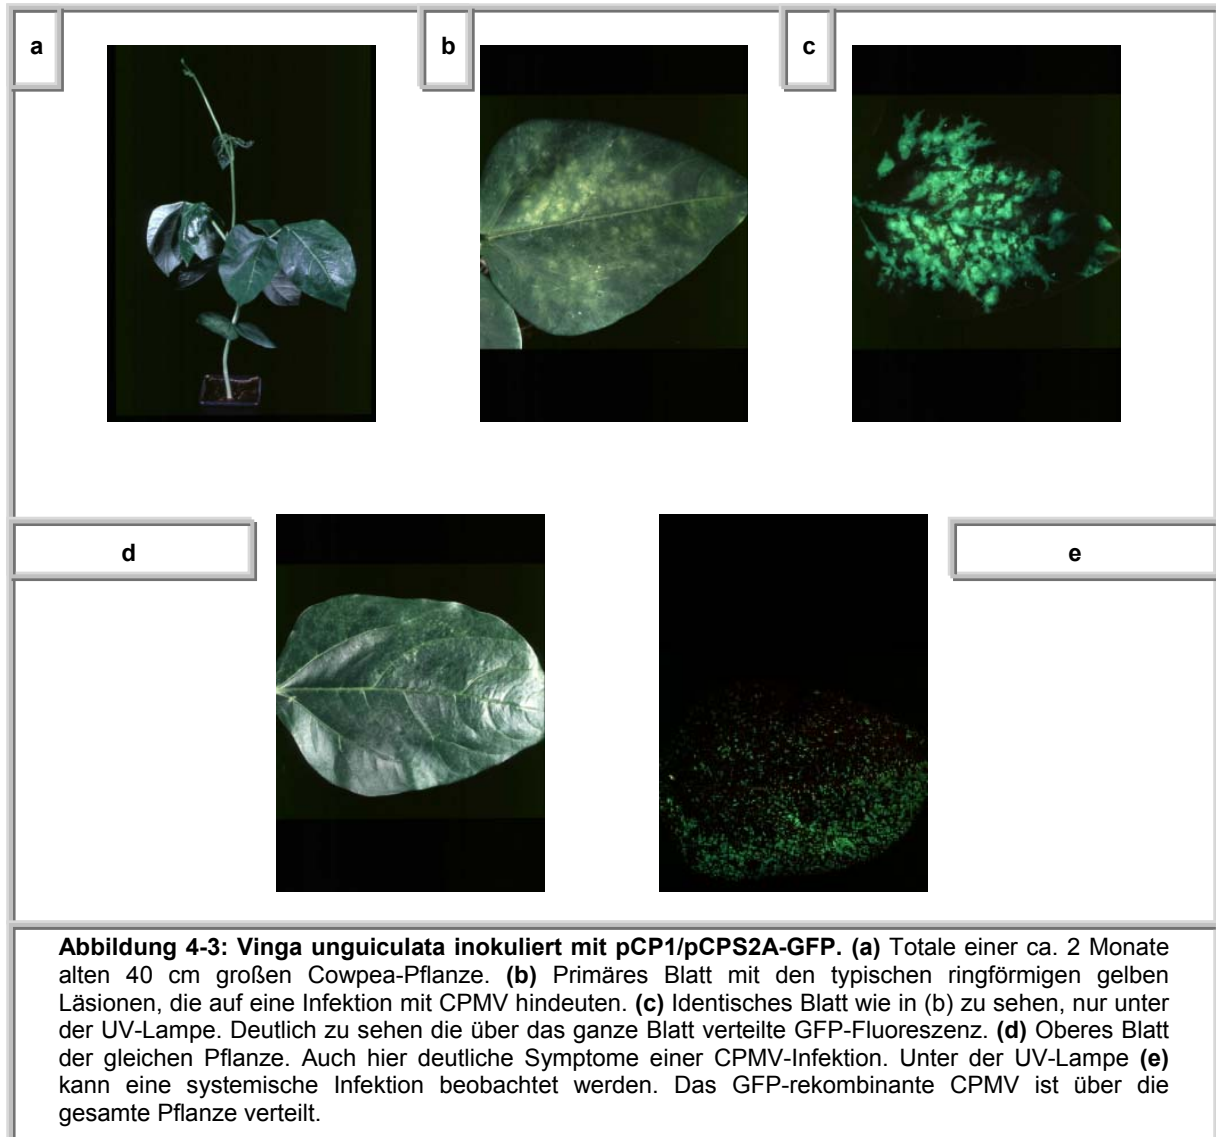 a
b
c
d
e
Abbildung 4-3: Vinga unguiculata inokuliert mit pCP1/pCPS2A-GFP. (a) Totale einer ca. 2 Monate
alten 40 cm großen Cowpea-Pflanze. (b) Primäres Blatt mit den typischen ringförmigen gelben
Läsionen, die auf eine Infektion mit CPMV hindeuten. (c) Identisches Blatt wie in (b) zu sehen, nur unter
der UV-Lampe. Deutlich zu sehen die über das ganze Blatt verteilte GFP-Fluoreszenz. (d) Oberes Blatt
der gleichen Pflanze. Auch hier deutliche Symptome einer CPMV-Infektion. Unter der UV-Lampe (e)
kann eine systemische Infektion beobachtet werden. Das GFP-rekombinante CPMV ist über die
gesamte Pflanze verteilt.